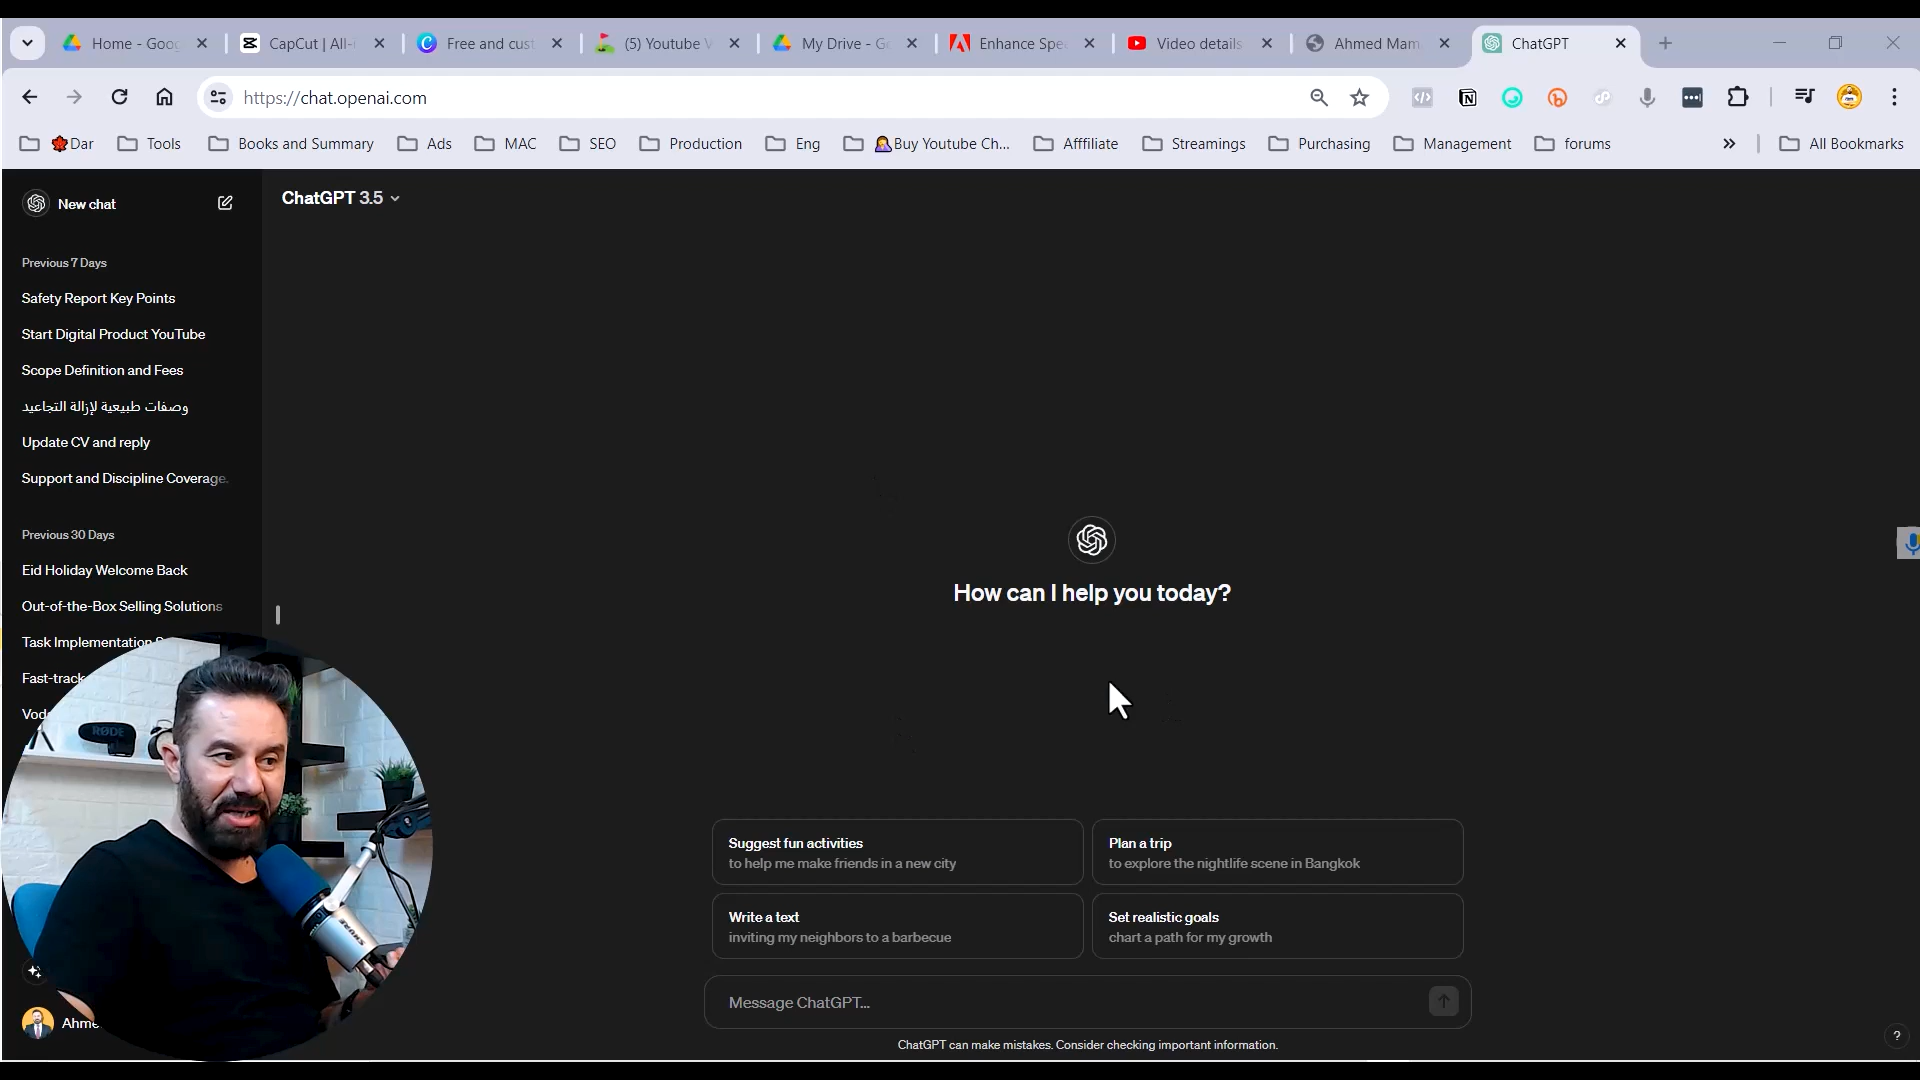 Home - Goog
CapCut | All-i
Free and cust
(5) Youtube V
My Drive - Go
Enhance Spee
Video details
Ahmed Mam
ChatGPT
https://chat.openai.com
Dar
Tools
Books and Summary
Ads
MAC
SEO
Production
Eng
Buy Youtube Ch...
Afffiliate
Streamings
Purchasing
Management
forums
All Bookmarks
New chat
ChatGPT 3.5
Previous 7 Days
Safety Report Key Points
Start Digital Product YouTube
Scope Definition and Fees
وصفات طبيعية لإزالة التجاعيد
Update CV and reply
Support and Discipline Coverage.
Previous 30 Days
Eid Holiday Welcome Back
Out-of-the-Box Selling Solutions
Task Implementation
Fast-track
Voda
RØDE
SHURE
Ahme
How can I help you today?
Suggest fun activities
to help me make friends in a new city
Plan a trip
to explore the nightlife scene in Bangkok
Write a text
inviting my neighbors to a barbecue
Set realistic goals
chart a path for my growth
Message ChatGPT...
ChatGPT can make mistakes. Consider checking important information.
?